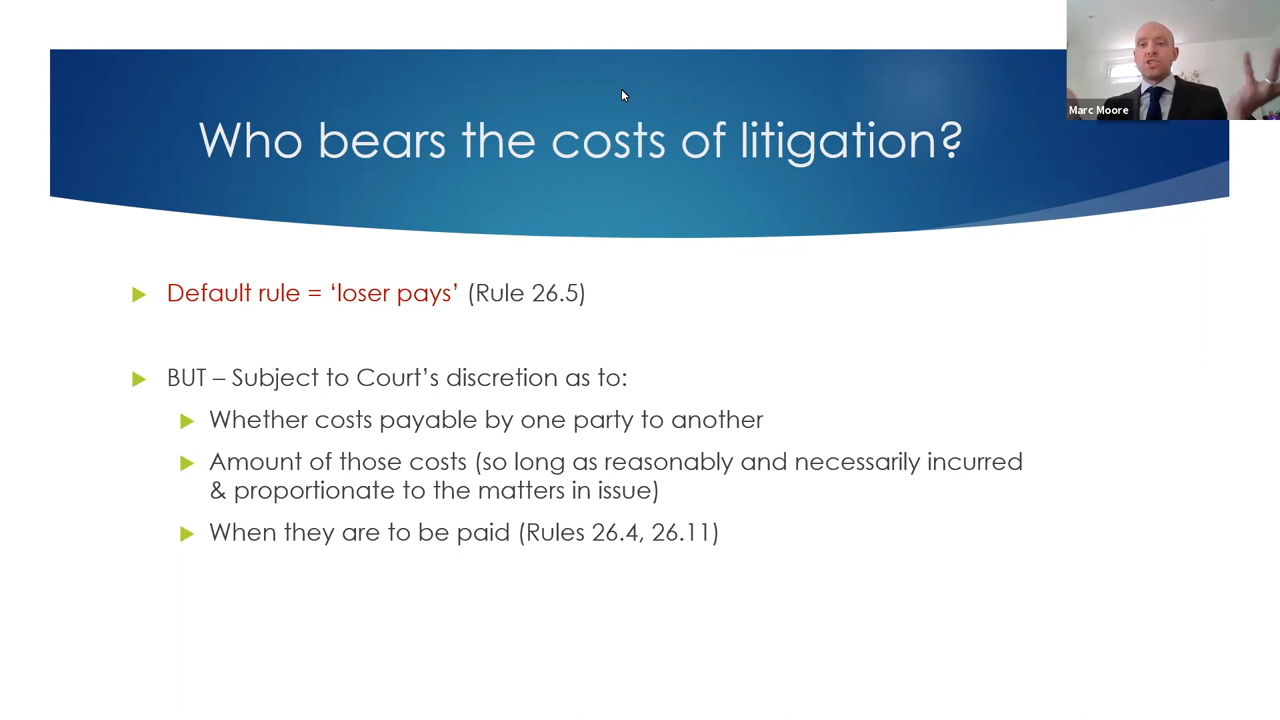 Marc Moore
Who bears the costs of litigation?
Default rule = ‘loser pays’ (Rule 26.5)
BUT – Subject to Court’s discretion as to:
Whether costs payable by one party to another
Amount of those costs (so long as reasonably and necessarily incurred
& proportionate to the matters in issue)
When they are to be paid (Rules 26.4, 26.11)